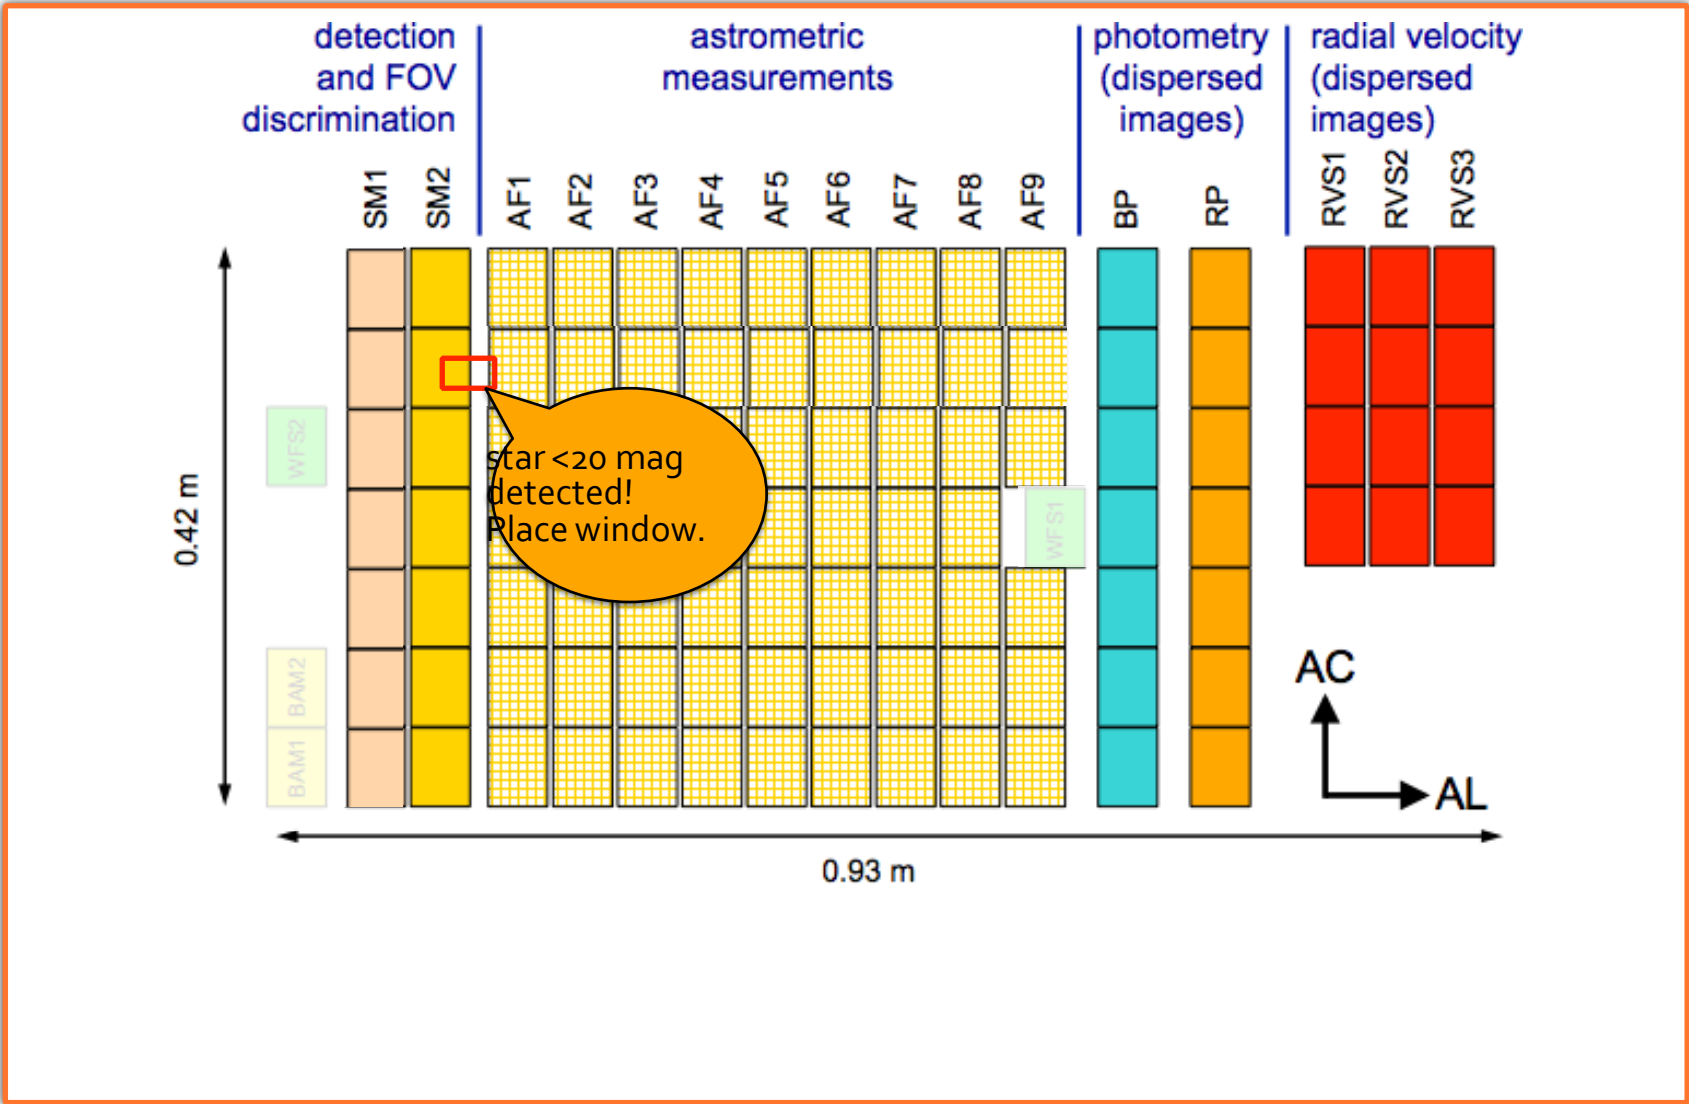 detection
and FOV
discrimination
astrometric
measurements
photometry
(dispersed
images)
radial velocity
(dispersed
images)
SM1
SM2
AF1
AF2
AF3
AF4
AF5
AF6
AF7
AF8
AF9
BP
RP
RVS1
RVS2
RVS3
WFS2
star <20 mag
detected!
Place window.
WFS1
0.42 m
BAM2
BAM1
AC
AL
0.93 m